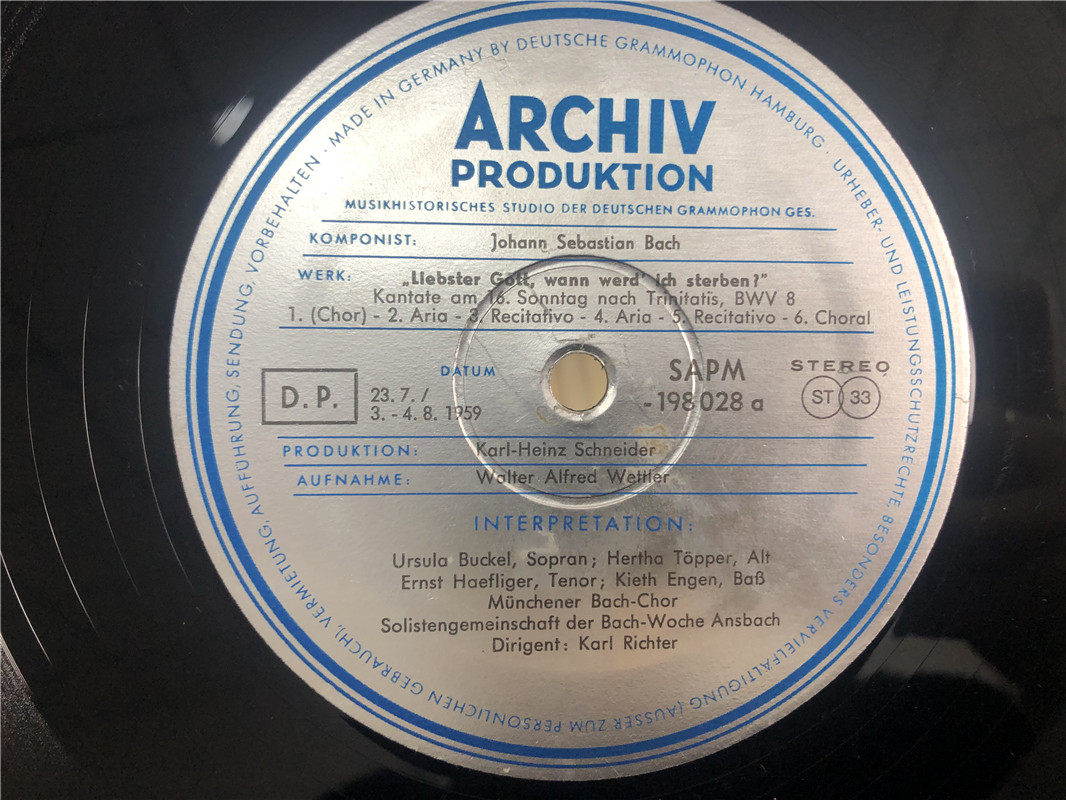 MADE IN GERMANY BY DEUTSCHE GRAMMOPHON HAMBURG · URHEBER- UND LEISTUNGSSCHUTZRECHTE, BESONDERS VERVIELFÄLTIGUNG (AUSSER ZUM PERSÖNLICHEN GEBRAUCH), VERMIETUNG, AUFFÜHRUNG, SENDUNG, VORBEHALTEN ·
ARCHIV
PRODUKTION
MUSIKHISTORISCHES STUDIO DER DEUTSCHEN GRAMMOPHON GES.
KOMPONIST: Johann Sebastian Bach
WERK: „Liebster Gott, wann werd' ich sterben?"
Kantate am 16. Sonntag nach Trinitatis, BWV 8
1. (Chor) - 2. Aria - 3. Recitativo - 4. Aria - 5. Recitativo - 6. Choral
D. P.
DATUM
23. 7. /
3. - 4. 8. 1959
SAPM
-198 028 a
STEREO
ST 33
PRODUKTION: Karl-Heinz Schneider
AUFNAHME: Walter Alfred Wettler
INTERPRETATION:
Ursula Buckel, Sopran; Hertha Töpper, Alt
Ernst Haefliger, Tenor; Kieth Engen, Baß
Münchener Bach-Chor
Solistengemeinschaft der Bach-Woche Ansbach
Dirigent: Karl Richter